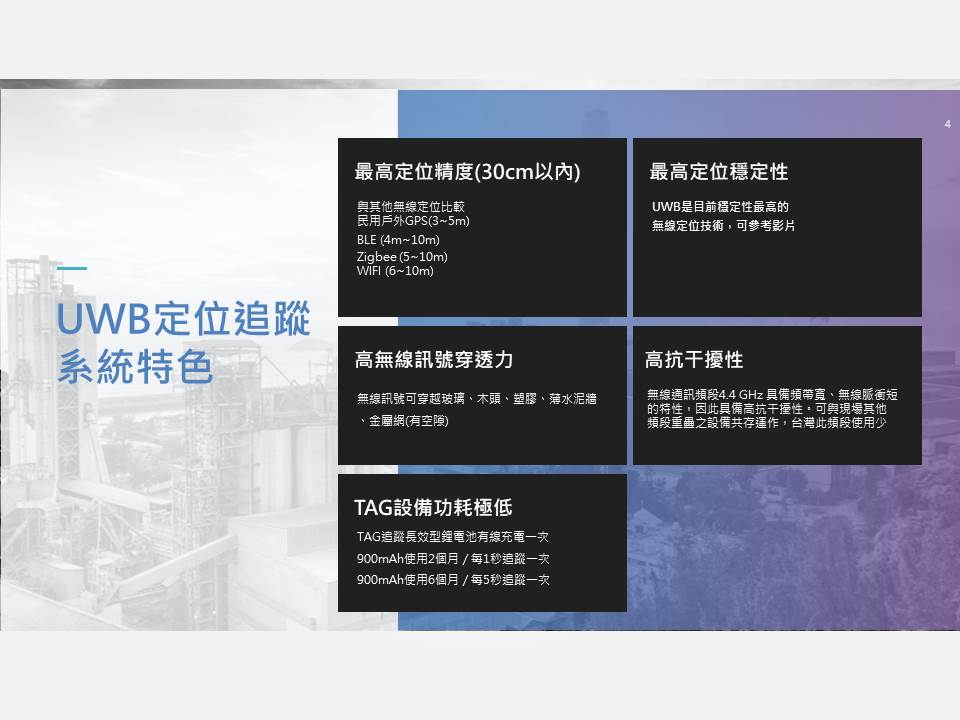 4
UWB定位追蹤
系統特色
最高定位精度(30cm以內)
與其他無線定位比較
民用戶外GPS(3~5m)
BLE (4m~10m)
Zigbee (5~10m)
WIFI (6~10m)
最高定位穩定性
UWB是目前穩定性最高的
無線定位技術，可參考影片
高無線訊號穿透力
無線訊號可穿越玻璃、木頭、塑膠、薄水泥牆
、金屬網(有空隙)
高抗干擾性
無線通訊頻段4.4 GHz 具備頻帶寬、無線脈衝短
的特性，因此具備高抗干擾性。可與現場其他
頻段重疊之設備共存運作，台灣此頻段使用少
TAG設備功耗極低
TAG追蹤長效型鋰電池有線充電一次
900mAh使用2個月 / 每1秒追蹤一次
900mAh使用6個月 / 每5秒追蹤一次